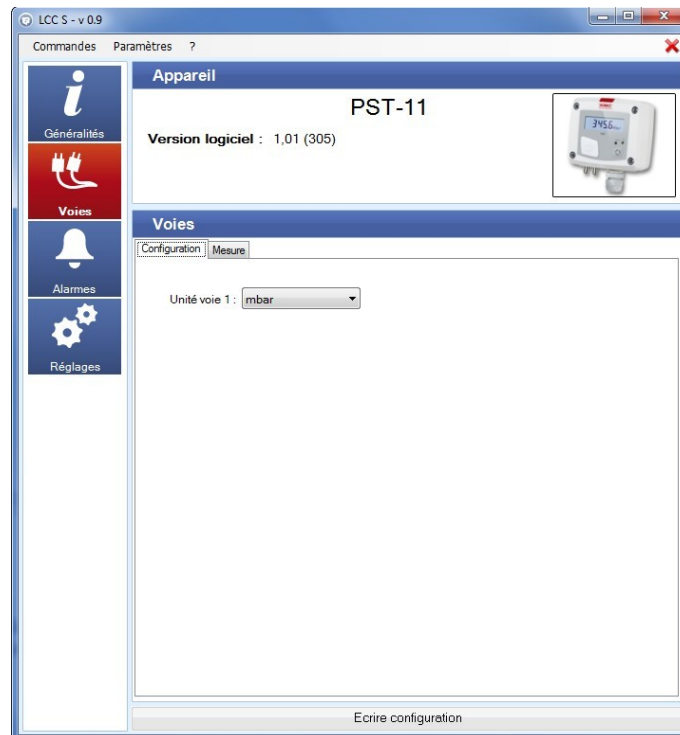 LCC S - v 0.9
Commandes Paramètres ?
Généralités
Voies
Alarmes
Réglages
Appareil
PST-11
Version logiciel : 1,01 (305)
Voies
Configuration Mesure
Unité voie 1 : mbar
Ecrire configuration